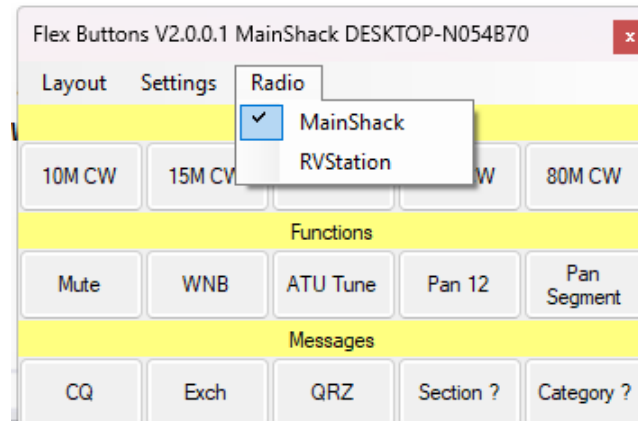 Flex Buttons V2.0.0.1 MainShack DESKTOP-N054B70
x
Layout Settings Radio
MainShack
RVStation
10M CW 15M CW W 80M CW
Functions
Mute WNB ATU Tune Pan 12 Pan Segment
Messages
CQ Exch QRZ Section ? Category ?